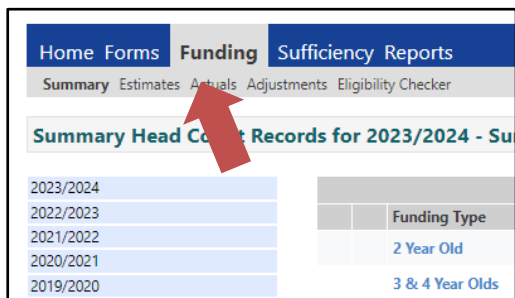 Home Forms Funding Sufficiency Reports
Summary Estimates Actuals Adjustments Eligibility Checker
Summary Head Records for 2023/2024 -
2023/2024
2022/2023
Funding Type
2021/2022
2 Year Old
2020/2021
2019/2020
3 & 4 Year Olds